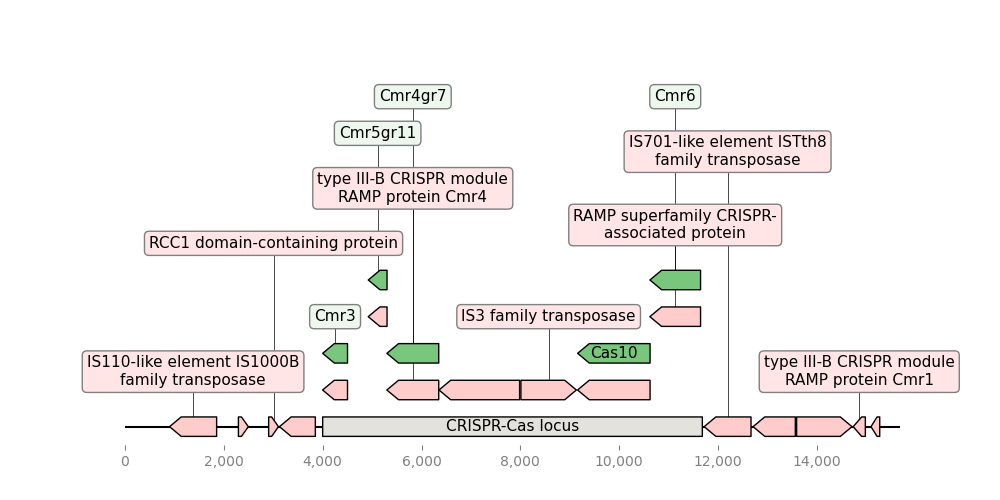 Cmr4gr7
Cmr6
Cmr5gr11
IS701-like element ISTth8
family transposase
type III-B CRISPR module
RAMP protein Cmr4
RAMP superfamily CRISPR-
associated protein
RCC1 domain-containing protein
Cmr3
IS3 family transposase
Cas10
IS110-like element IS1000B
family transposase
type III-B CRISPR module
RAMP protein Cmr1
CRISPR-Cas locus
0
2,000
4,000
6,000
8,000
10,000
12,000
14,000